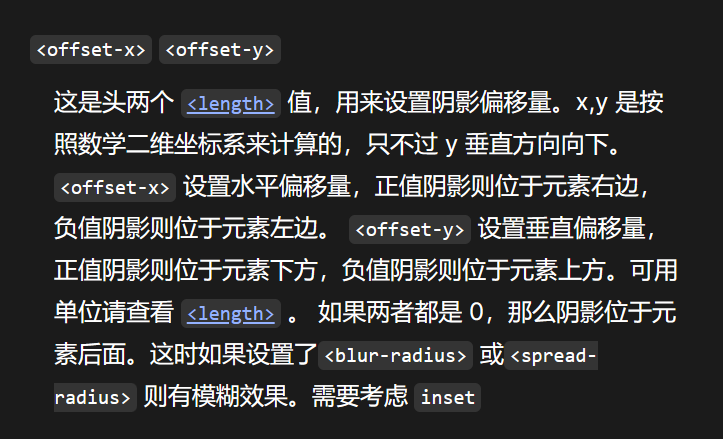 <offset-x> <offset-y>
这是头两个 <length> 值，用来设置阴影偏移量。x,y 是按
照数学二维坐标系来计算的，只不过 y 垂直方向向下。
<offset-x> 设置水平偏移量，正值阴影则位于元素右边，
负值阴影则位于元素左边。 <offset-y> 设置垂直偏移量，
正值阴影则位于元素下方，负值阴影则位于元素上方。可用
单位请查看 <length> 。 如果两者都是 0，那么阴影位于元
素后面。这时如果设置了<blur-radius> 或<spread-
radius> 则有模糊效果。需要考虑 inset